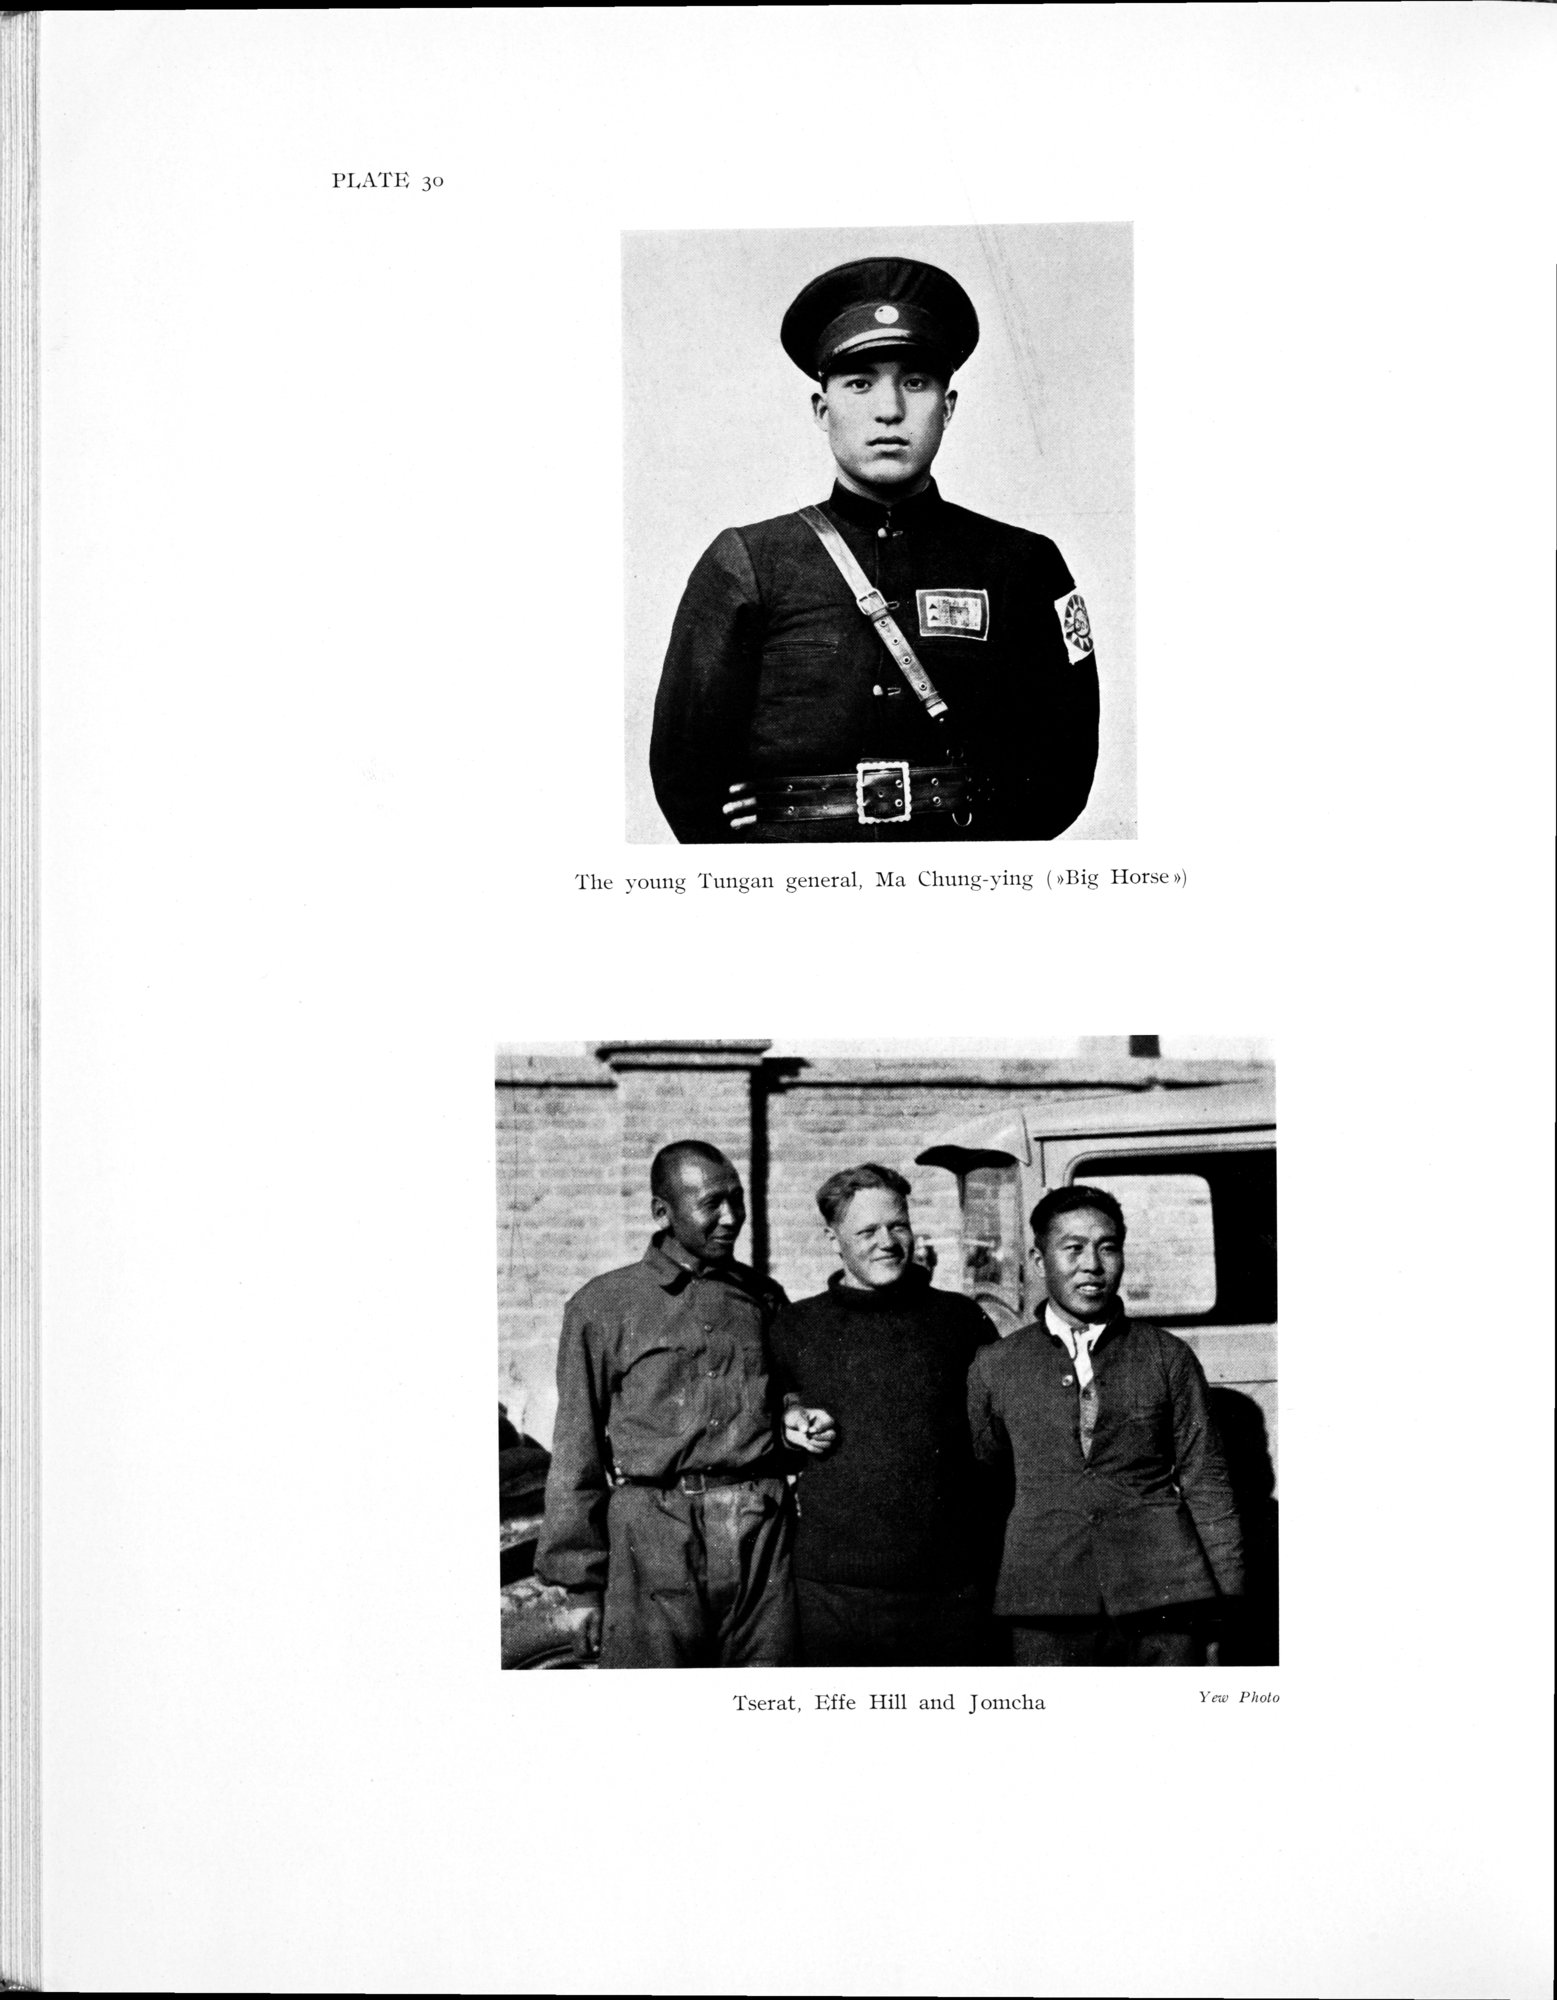 PLATE 30
The young Tungan general, Ma Chung-ying (»Big Horse»)
Tserat, Effe Hill and Jomcha
Yew Photo